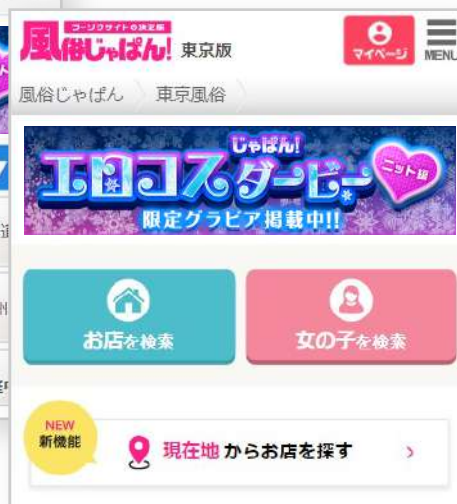 フーゾクサイトの決定版
風俗じゃぱん! 東京版
マイページ
MENU
風俗じゃぱん
東京風俗
じゃぱん!
エロコスダービー
ニット編
限定グラビア掲載中!!
お店を検索
女の子を検索
NEW
新機能
現在地からお店を探す